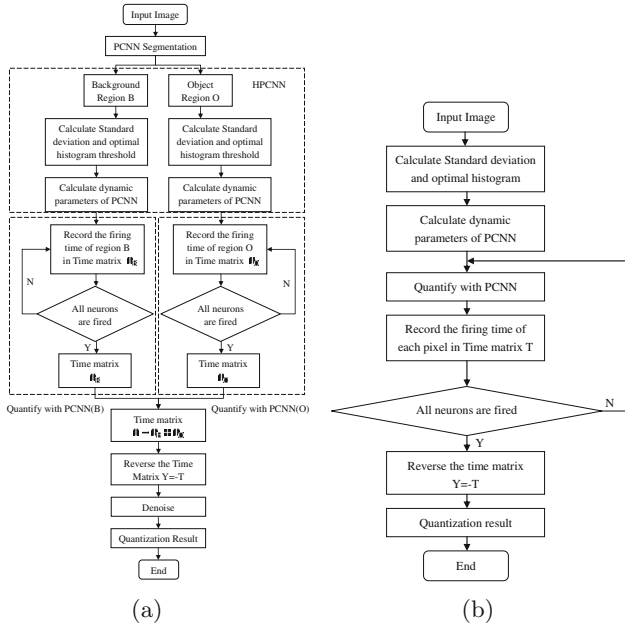 Input Image
PCNN Segmentation
HPCNN
Background
Region B
Object
Region O
Calculate Standard
deviation and optimal
histogram threshold
Calculate Standard
deviation and optimal
histogram threshold
Calculate dynamic
parameters of PCNN
Calculate dynamic
parameters of PCNN
Record the firing
time of region B
in Time matrix
Record the firing
time of region O
in Time matrix
N
N
All neurons
are fired
All neurons
are fired
Y
Y
Time matrix
Time matrix
Quantify with PCNN(B)
Quantify with PCNN(O)
Time matrix
Reverse the Time
Matrix Y=-T
Denoise
Quantization Result
End
(a)
Input Image
Calculate Standard deviation
and optimal histogram
Calculate dynamic
parameters of PCNN
Quantify with PCNN
Record the firing time of
each pixel in Time matrix T
All neurons are fired
N
Y
Reverse the time matrix
Y=-T
Quantization result
End
(b)